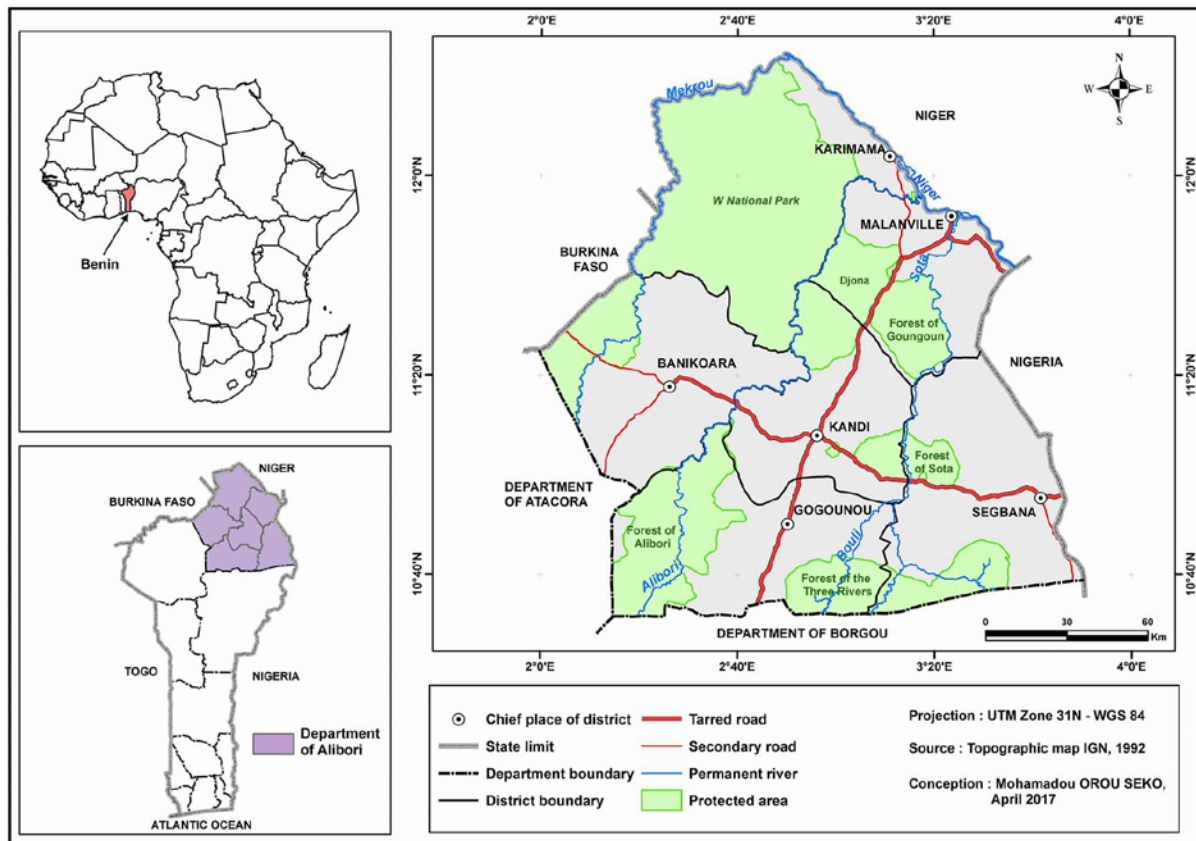 Benin
NIGER
BURKINA FASO
TOGO
NIGERIA
Department
of Alibori
ATLANTIC OCEAN
2°0'E
2°40'E
3°20'E
4°0'E
12°0'N
11°20'N
10°40'N
12°0'N
11°20'N
10°40'N
N
W
E
S
Mekrou
NIGER
KARIMAMA
Niger
W National Park
MALANVILLE
BURKINA
FASO
Sota
Djona
Forest of
Goungoun
NIGERIA
BANIKOARA
KANDI
Forest
of Sota
DEPARTMENT
OF ATACORA
SEGBANA
GOGOUNOU
Forest of
Alibori
Bouli
Alibori
Forest of the
Three Rivers
DEPARTMENT OF BORGOU
0
30
60
Km
2°0'E
2°40'E
3°20'E
4°0'E
Chief place of district
State limit
Department boundary
District boundary
Tarred road
Secondary road
Permanent river
Protected area
Projection : UTM Zone 31N - WGS 84
Source : Topographic map IGN, 1992
Conception : Mohamadou OROU SEKO,
April 2017